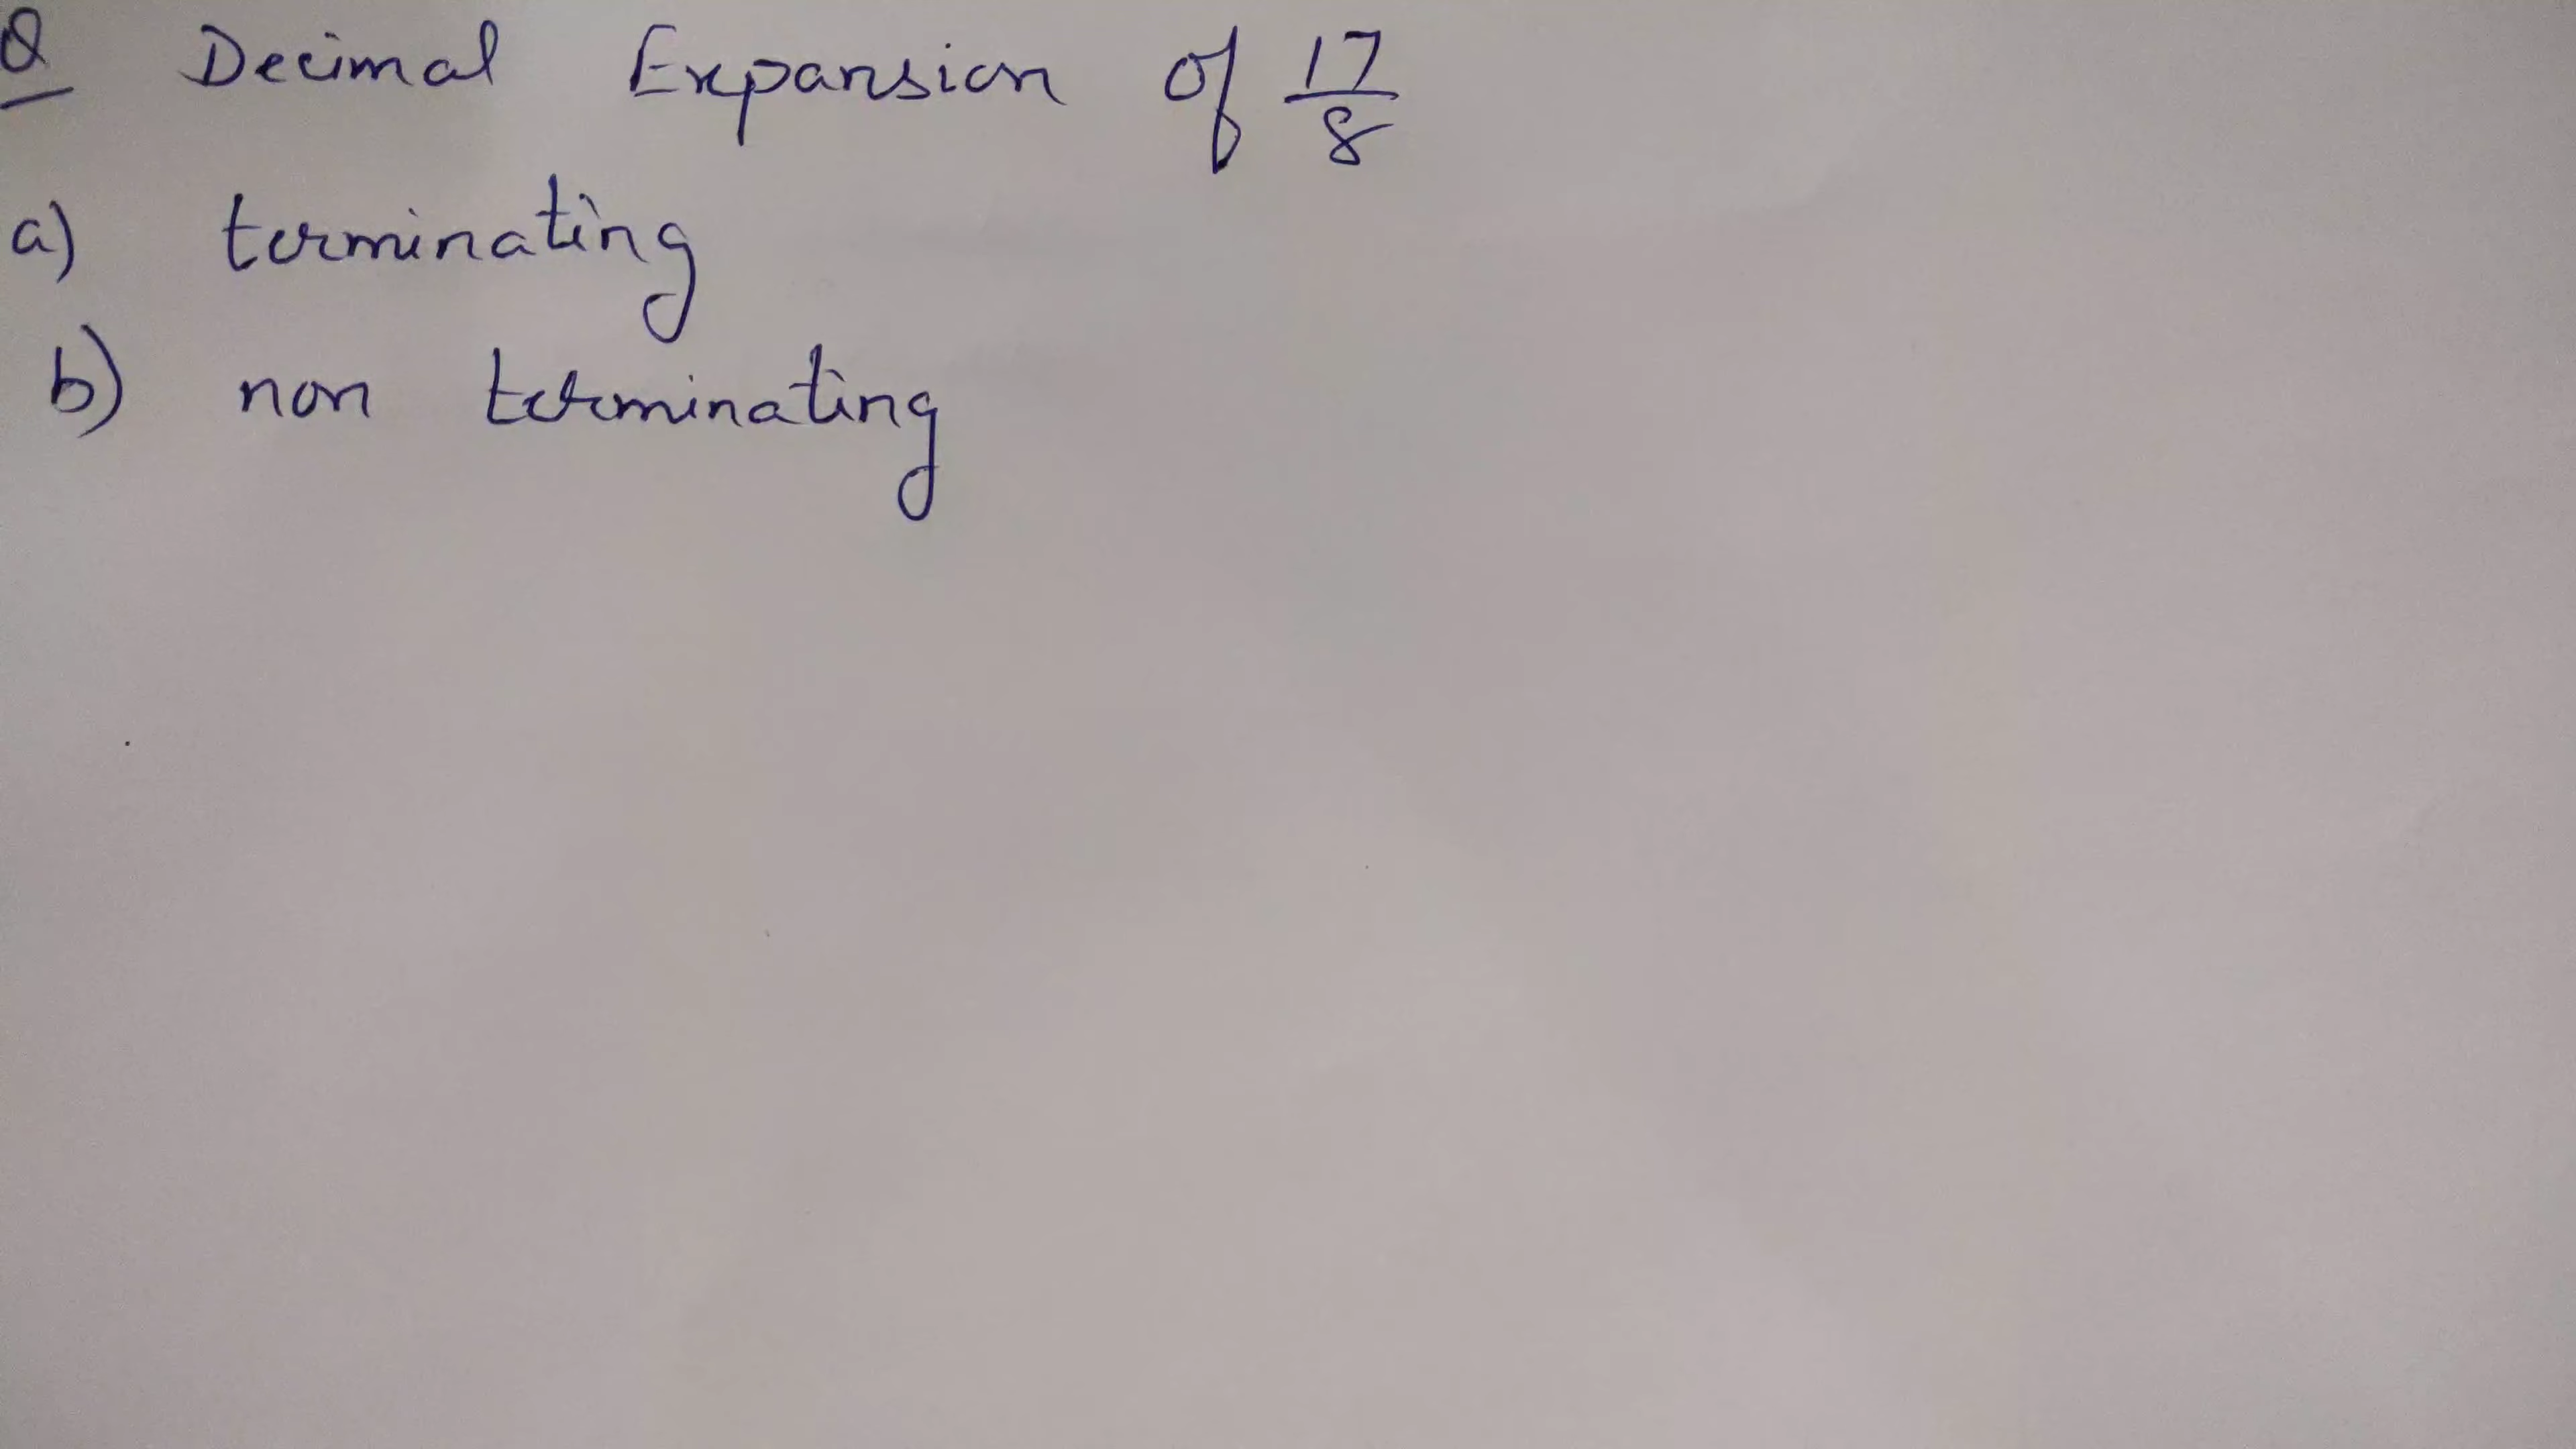 Q Decimal Expansion of 17/8
a) terminating
b) non terminating